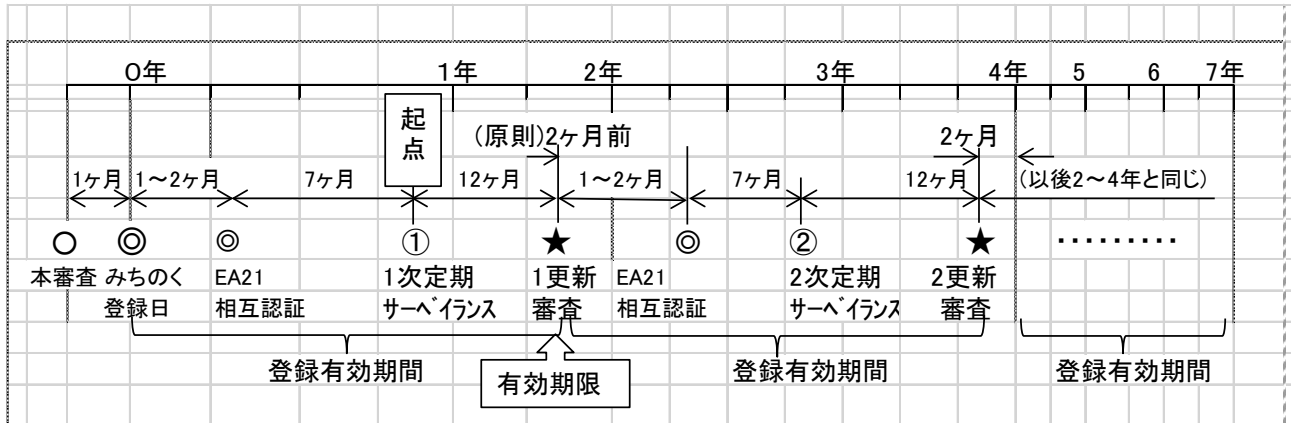 0年 1年 2年 3年 4年 5 6 7年
起点
(原則)2ヶ月前 2ヶ月
1ヶ月 1～2ヶ月 7ヶ月 12ヶ月 1～2ヶ月 7ヶ月 12ヶ月 (以後2～4年と同じ)
○ ◎ ◎ ① ★ ◎ ② ★ ･････････
本審査 みちのく EA21 1次定期 1更新 EA21 2次定期 2更新
登録日 相互認証 サーベイランス 審査 相互認証 サーベイランス 審査
登録有効期間 登録有効期間 登録有効期間
有効期限